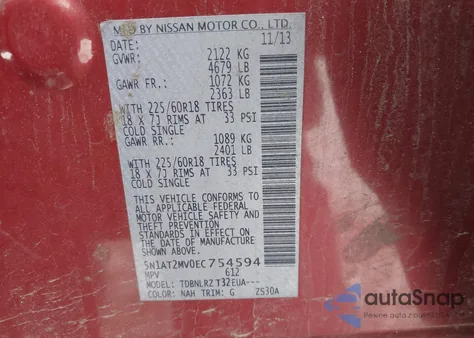 MFD BY NISSAN MOTOR CO., LTD.
DATE: 11/13
GVWR: 2122 KG
4679 LB
GAWR FR.: 1072 KG
2363 LB
WITH 225/60R18 TIRES
18 X 7J RIMS AT 33 PSI
COLD SINGLE
GAWR RR.: 1089 KG
2401 LB
WITH 225/60R18 TIRES
18 X 7J RIMS AT 33 PSI
COLD SINGLE
THIS VEHICLE CONFORMS TO
ALL APPLICABLE FEDERAL
MOTOR VEHICLE SAFETY AND
THEFT PREVENTION
STANDARDS IN EFFECT ON
THE DATE OF MANUFACTURE
SHOWN ABOVE.
5N1AT2MV0EC754594
MPV 612
MODEL: TDBNLRZ T32EUA---
COLOR: NAH TRIM: G ZS30A
autoSnap
Pewne auto z